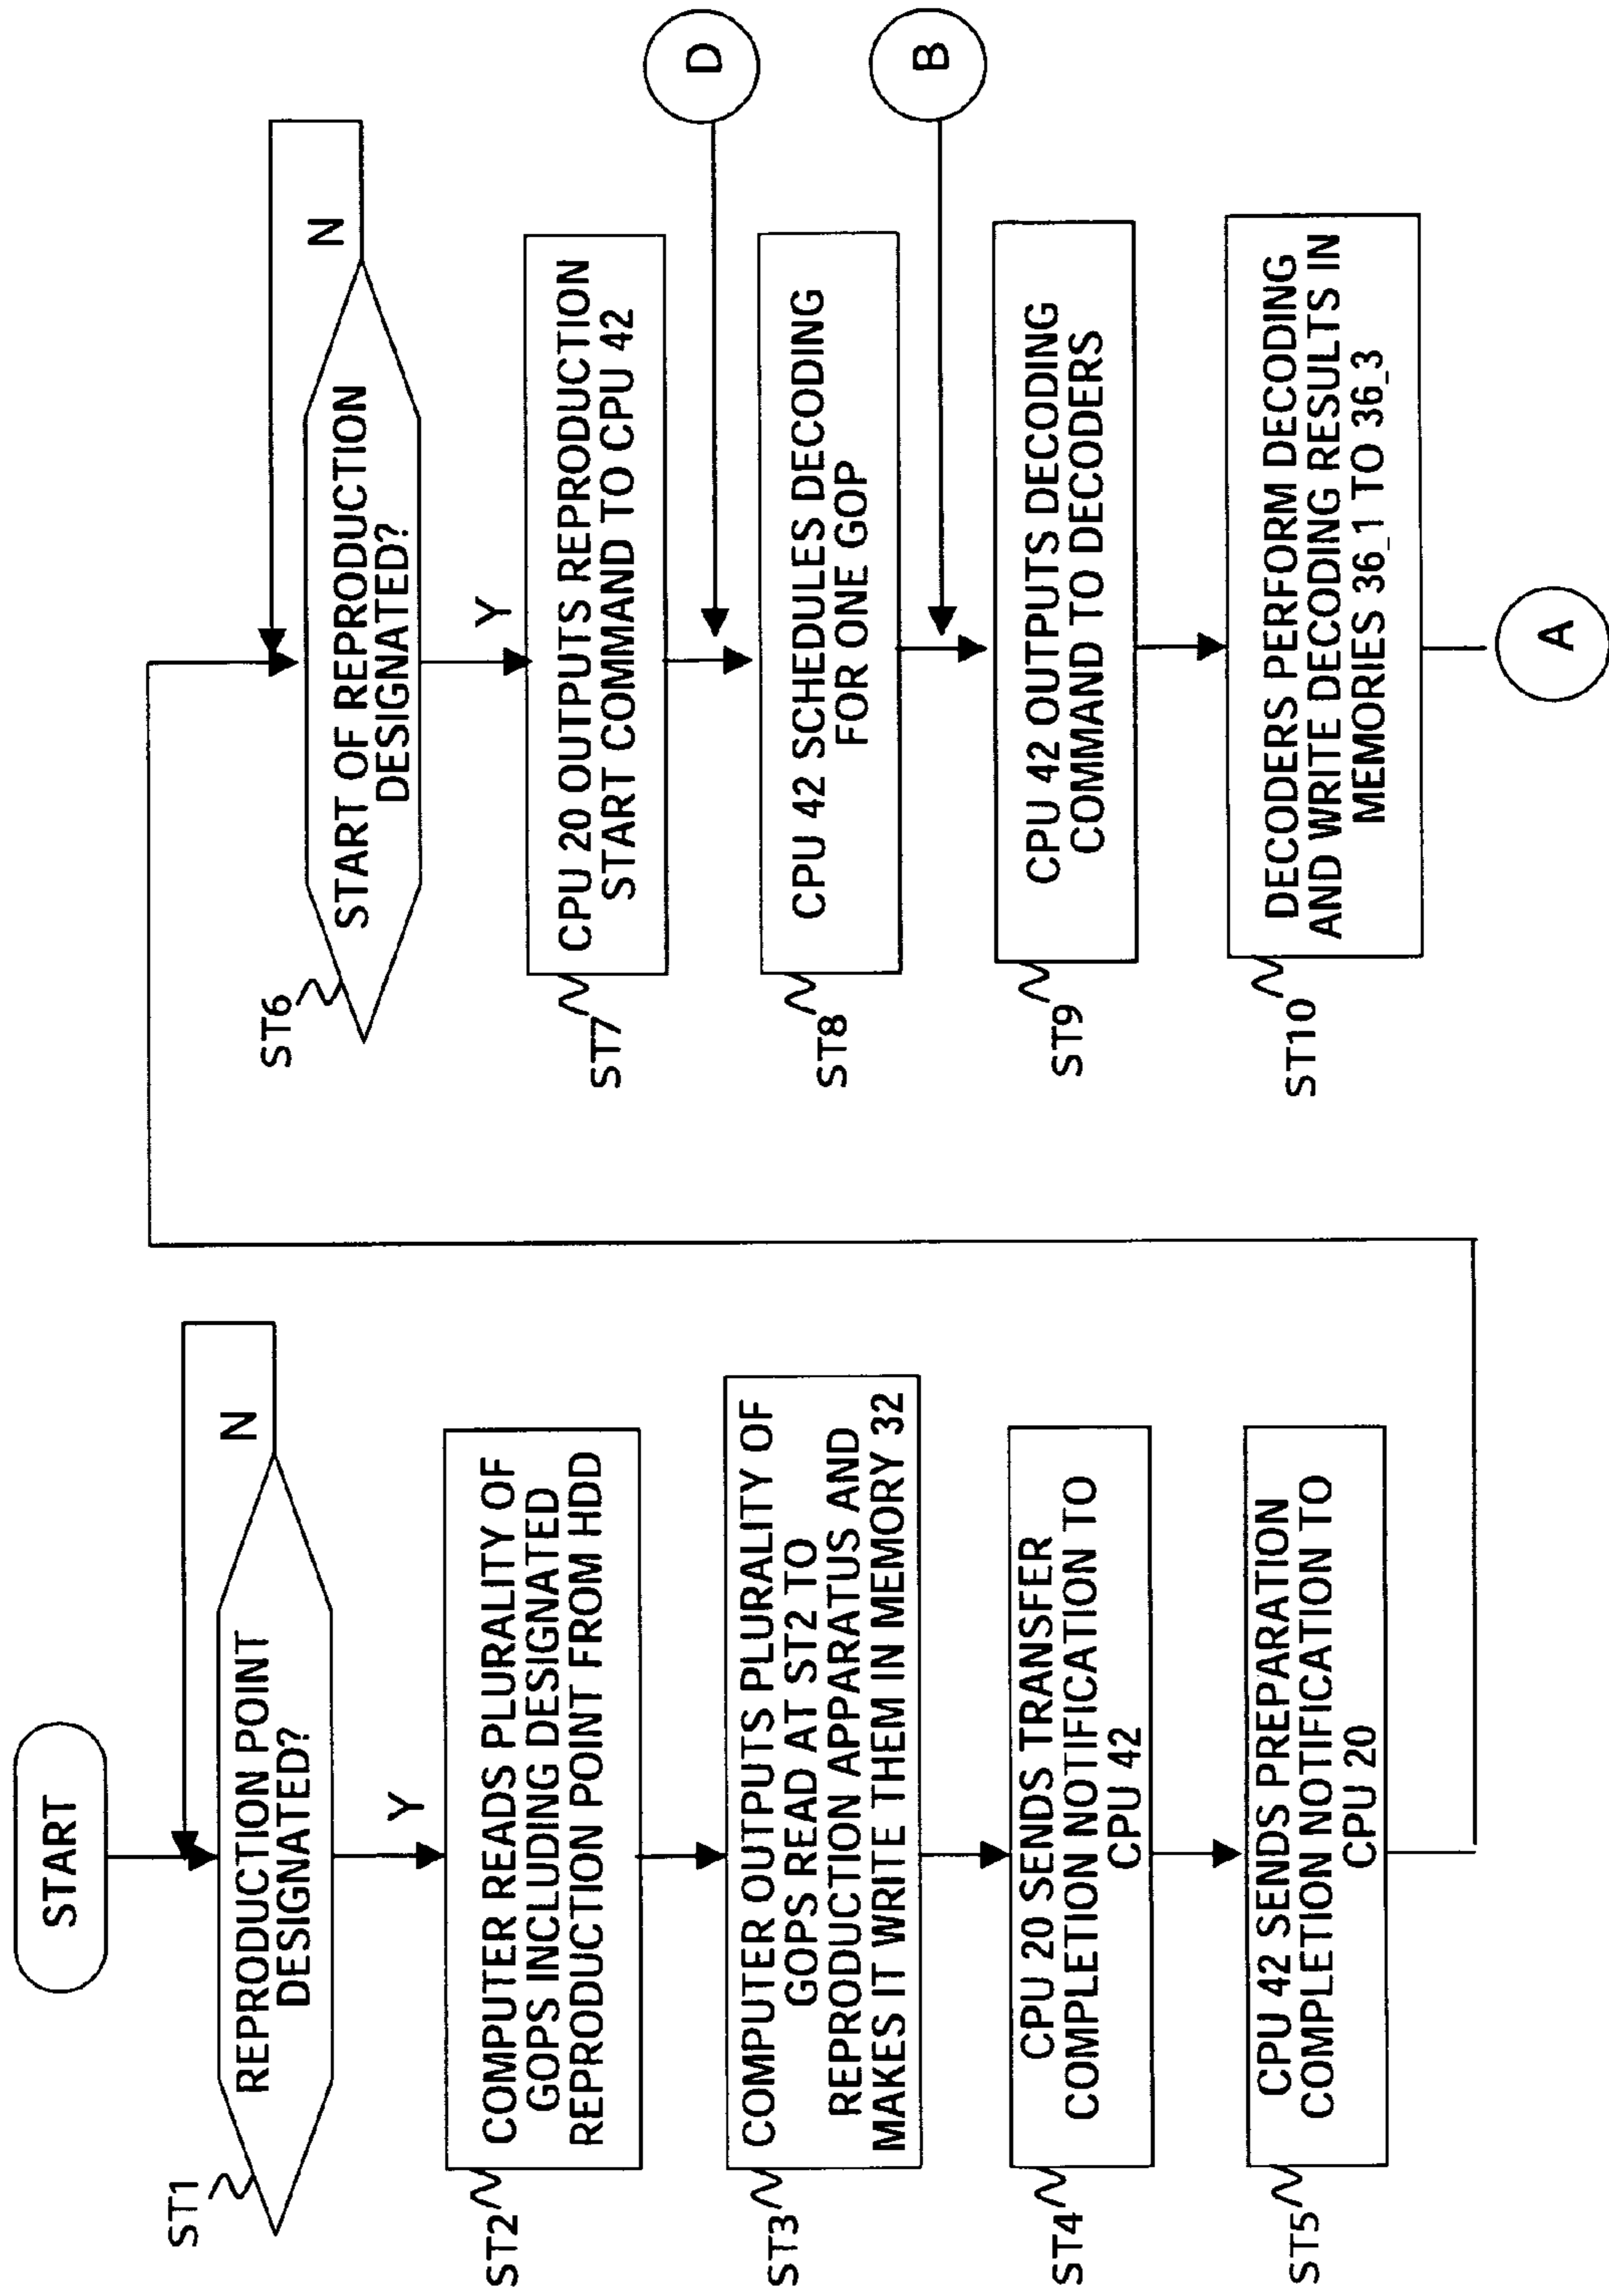 START
ST1
REPRODUCTION POINT
DESIGNATED?
N
Y
ST2
COMPUTER READS PLURALITY OF
GOPS INCLUDING DESIGNATED
REPRODUCTION POINT FROM HDD
ST3
COMPUTER OUTPUTS PLURALITY OF
GOPS READ AT ST2 TO
REPRODUCTION APPARATUS AND
MAKES IT WRITE THEM IN MEMORY 32
ST4
CPU 20 SENDS TRANSFER
COMPLETION NOTIFICATION TO
CPU 42
ST5
CPU 42 SENDS PREPARATION
COMPLETION NOTIFICATION TO
CPU 20
ST6
START OF REPRODUCTION
DESIGNATED?
N
Y
ST7
CPU 20 OUTPUTS REPRODUCTION
START COMMAND TO CPU 42
D
ST8
CPU 42 SCHEDULES DECODING
FOR ONE GOP
B
ST9
CPU 42 OUTPUTS DECODING
COMMAND TO DECODERS
ST10
DECODERS PERFORM DECODING
AND WRITE DECODING RESULTS IN
MEMORIES 36_1 TO 36_3
A